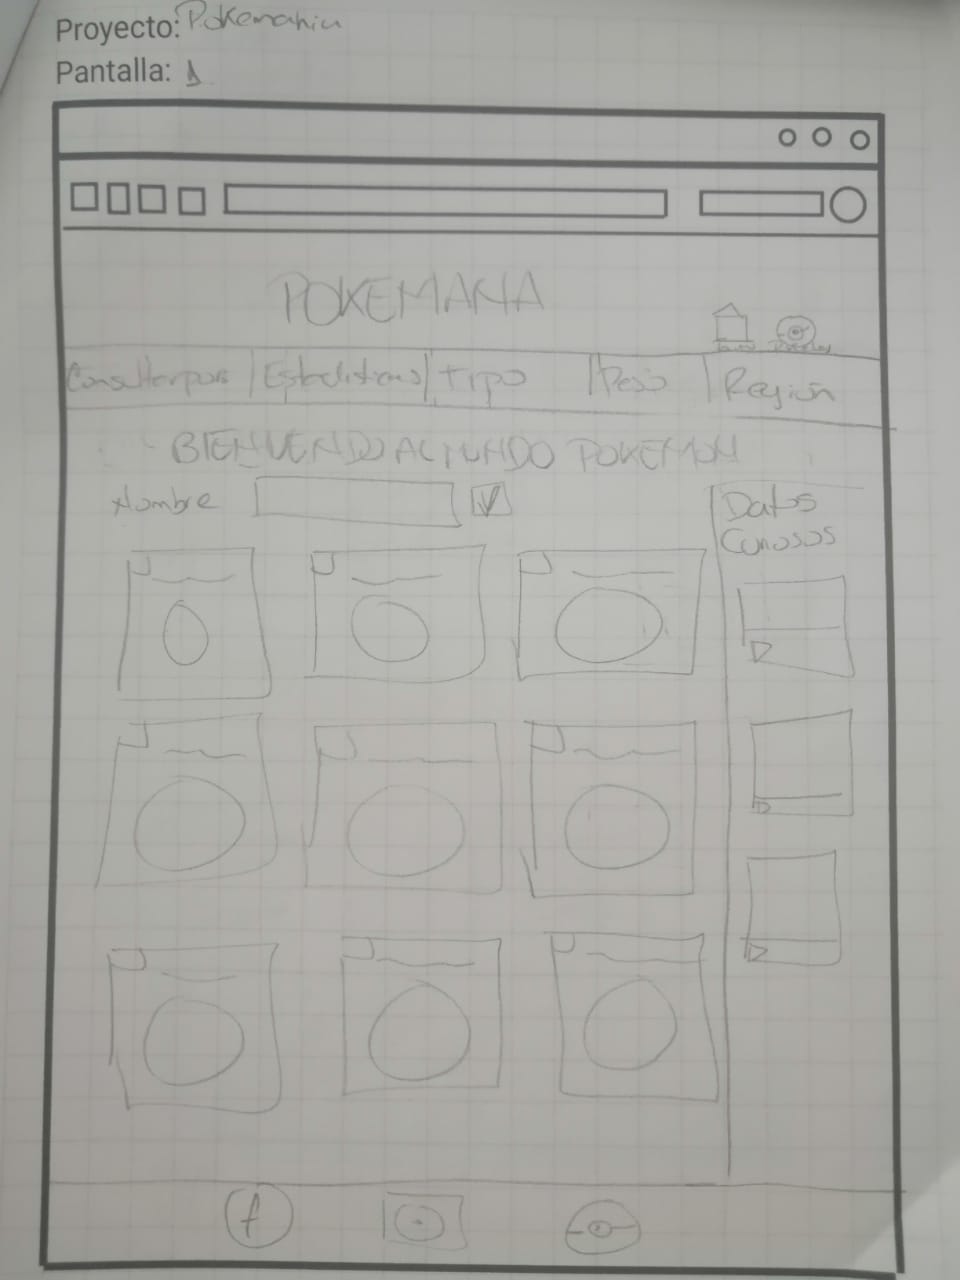 Proyecto: Pokemania
Pantalla: 1
POKEMANIA
Consultar por Estadisticas Tipo Peso Region
BIENVENIDO AL MUNDO POKEMON
Nombre
Datos
Curiosos
f